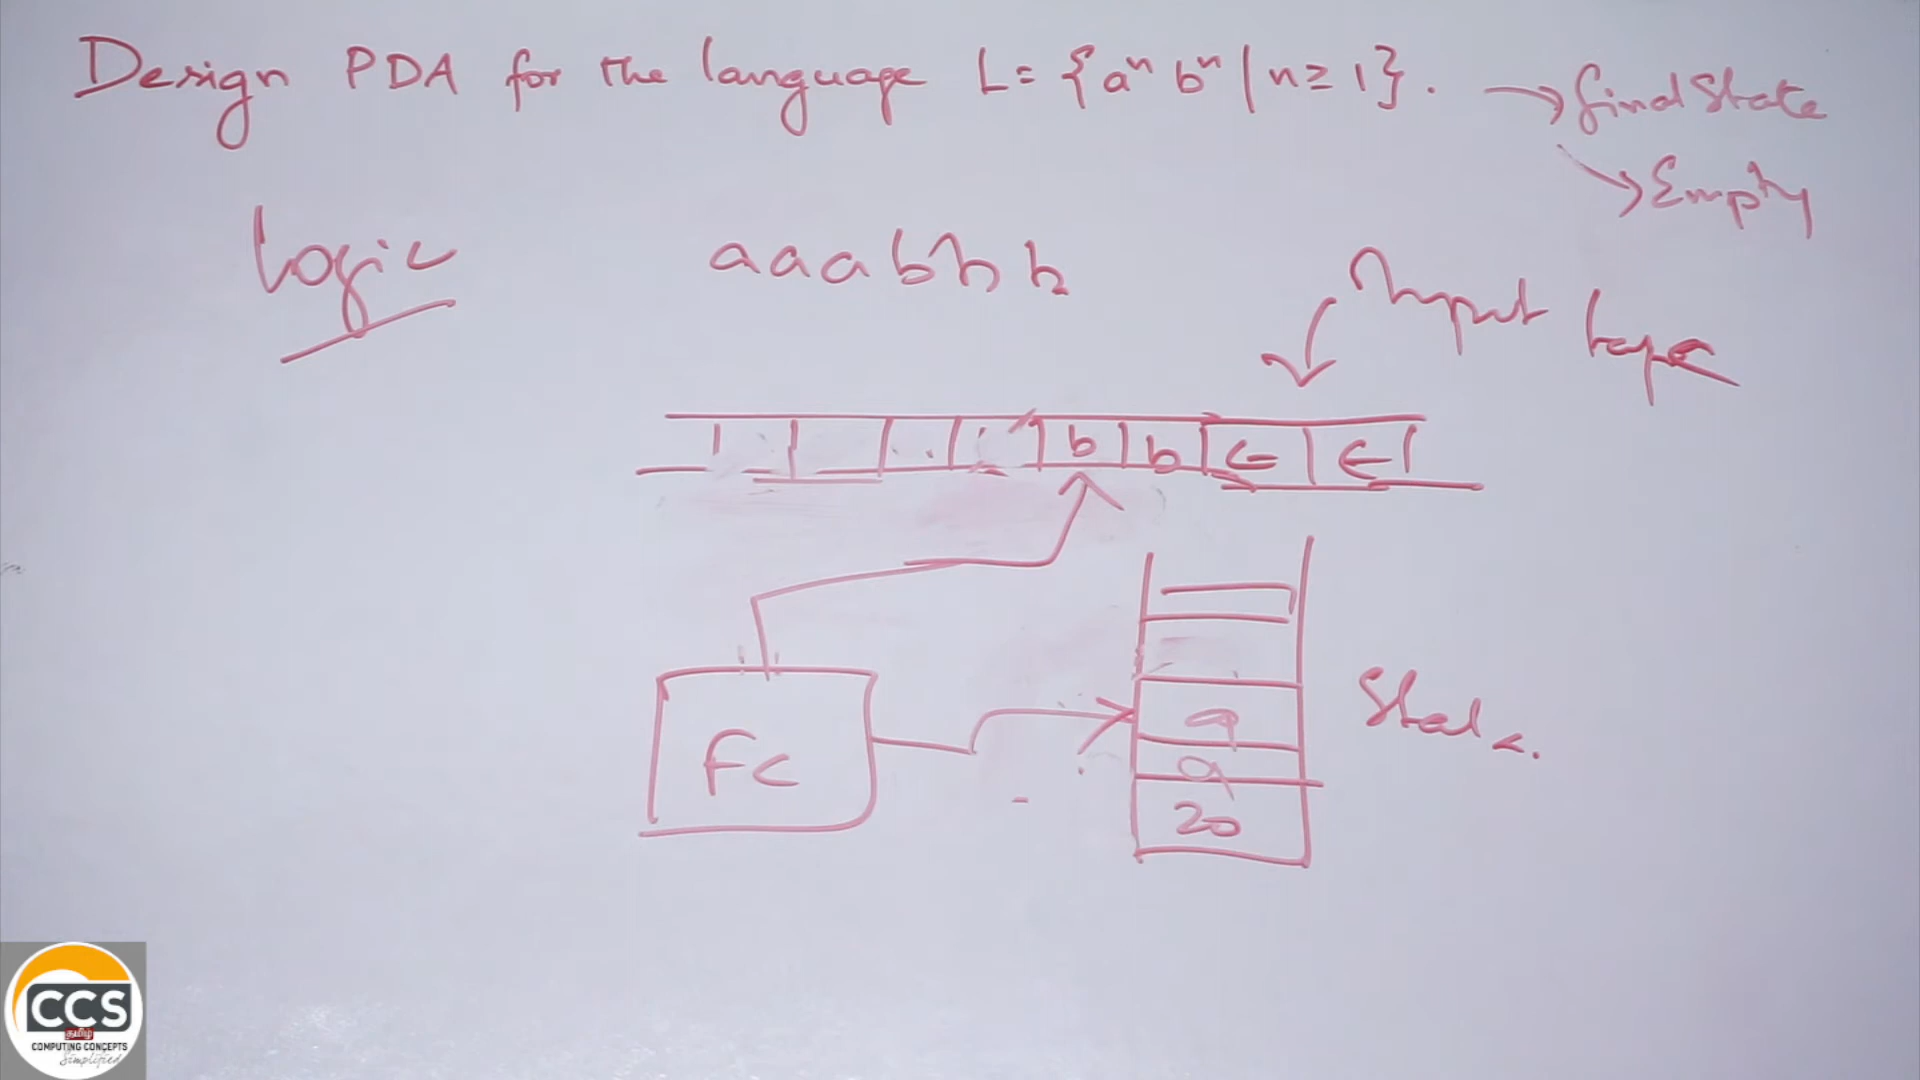 Design PDA for the language L = {aⁿ bⁿ | n ≥ 1}. → final State
→ Empty
Logic
aaabbb
Input tape
b b ∈ ∈
a
a
FC
Z0
Stack.
CCS
தமிழ்
COMPUTING CONCEPTS
Simplified